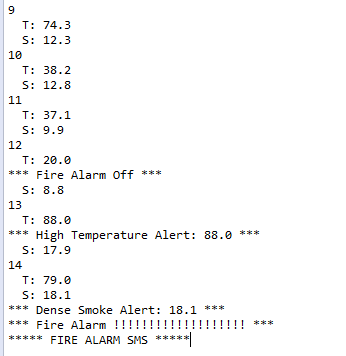 9
  T: 74.3
  S: 12.3
10
  T: 38.2
  S: 12.8
11
  T: 37.1
  S: 9.9
12
  T: 20.0
*** Fire Alarm Off ***
  S: 8.8
13
  T: 88.0
*** High Temperature Alert: 88.0 ***
  S: 17.9
14
  T: 79.0
  S: 18.1
*** Dense Smoke Alert: 18.1 ***
*** Fire Alarm !!!!!!!!!!!!!!!!!!! ***
***** FIRE ALARM SMS *****